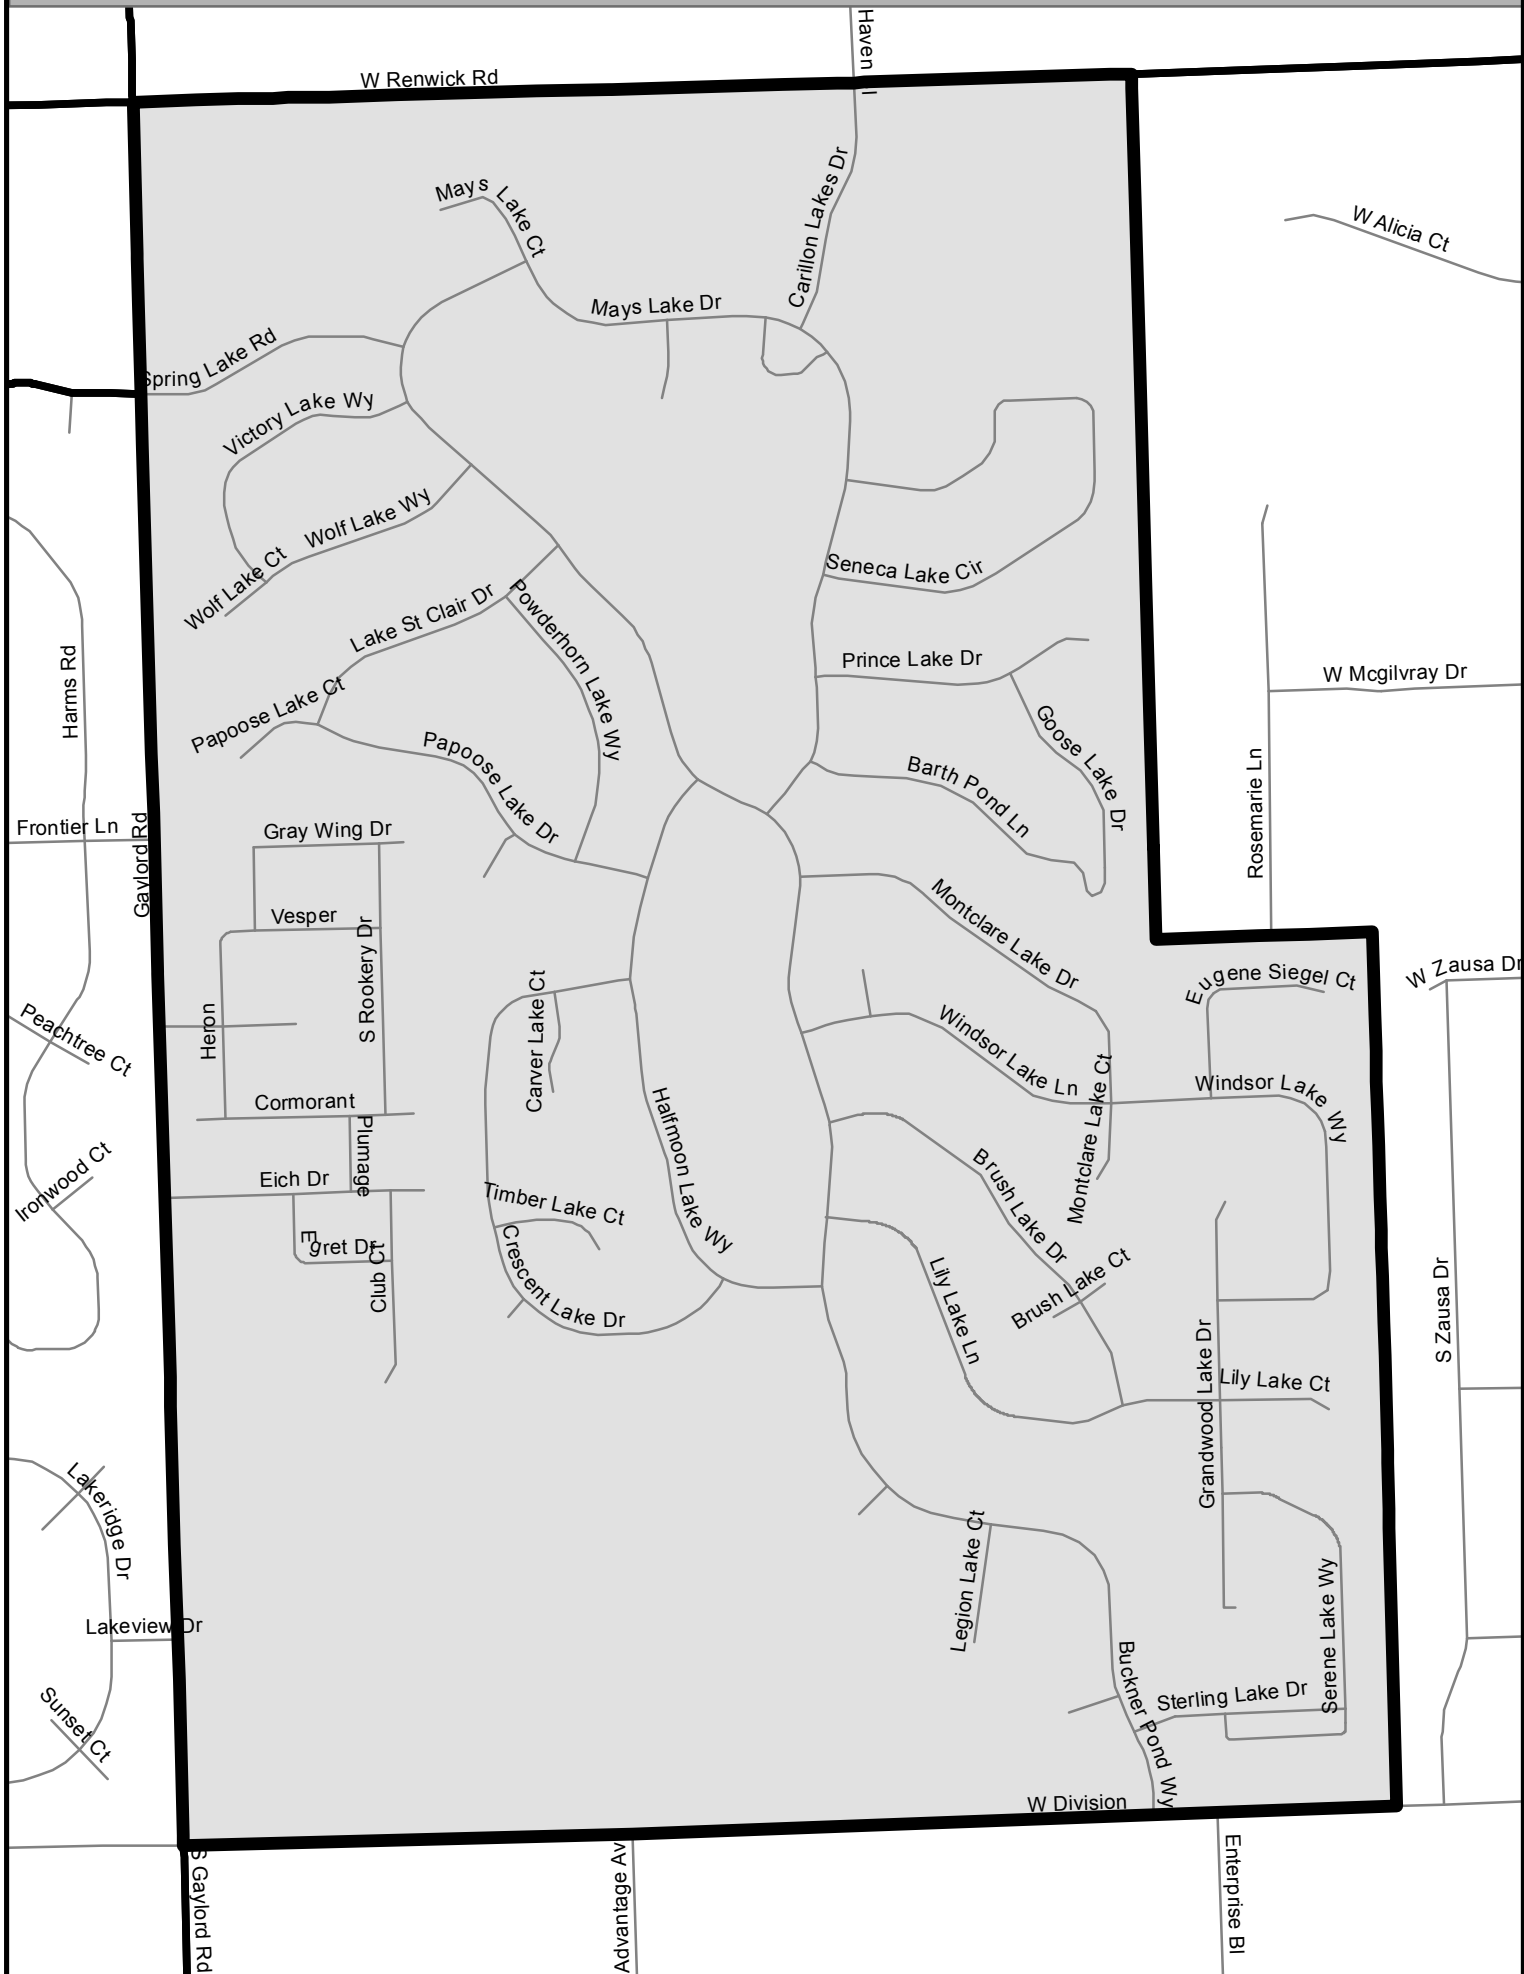 Haven
W Renwick Rd
Mays Lake Ct
Carillon Lakes Dr
W Alicia Ct
Mays Lake Dr
Spring Lake Rd
Victory Lake Wy
Wolf Lake Wy
Wolf Lake Ct
Seneca Lake Cir
Lake St Clair Dr
Powderhorn Lake Wy
Harms Rd
Prince Lake Dr
W Mcgilvray Dr
Papoose Lake Ct
Papoose Lake Dr
Goose Lake Dr
Barth Pond Ln
Rosemarie Ln
Frontier Ln
Gaylord Rd
Gray Wing Dr
Vesper
S Rookery Dr
Montclare Lake Dr
Eugene Siegel Ct
W Zausa Dr
Heron
Carver Lake Ct
Peachtree Ct
Windsor Lake Ln
Windsor Lake Wy
Cormorant
Plumage
Halfmoon Lake Wy
Montclare Lake Ct
Ironwood Ct
Eich Dr
Timber Lake Ct
Brush Lake Dr
Egret Dr
Club Ct
Crescent Lake Dr
Lily Lake Ln
Brush Lake Ct
S Zausa Dr
Grandwood Lake Dr
Lily Lake Ct
Lakeridge Dr
Legion Lake Ct
Serene Lake Wy
Lakeview Dr
Buckner Pond Wy
Sterling Lake Dr
Sunset Ct
W Division
S Gaylord Rd
Advantage Av
Enterprise Bl